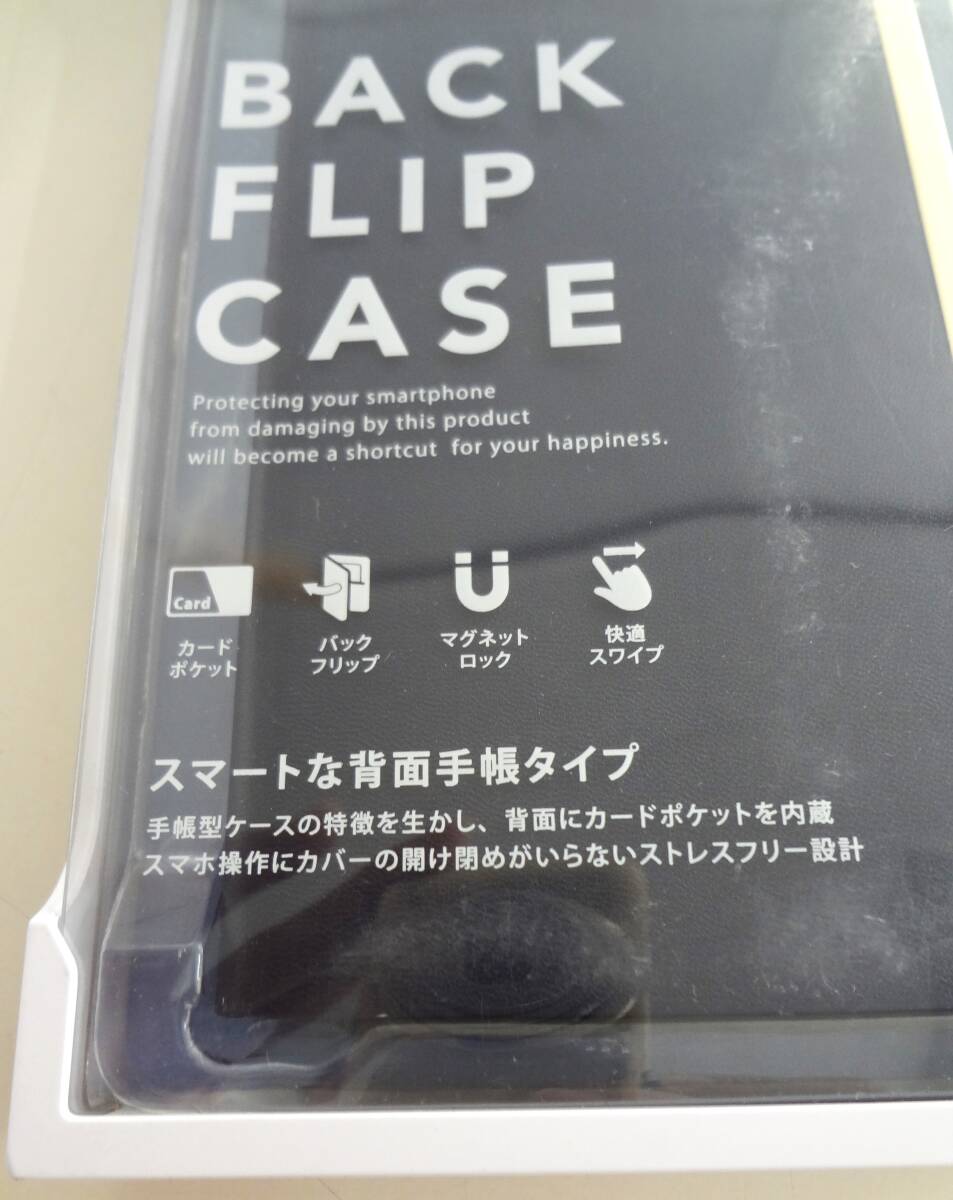 BACK
FLIP
CASE
Protecting your smartphone
from damaging by this product
will become a shortcut for your happiness.
Card
カード
ポケット
バック
フリップ
マグネット
ロック
快適
スワイプ
スマートな背面手帳タイプ
手帳型ケースの特徴を生かし、背面にカードポケットを内蔵
スマホ操作にカバーの開け閉めがいらないストレスフリー設計